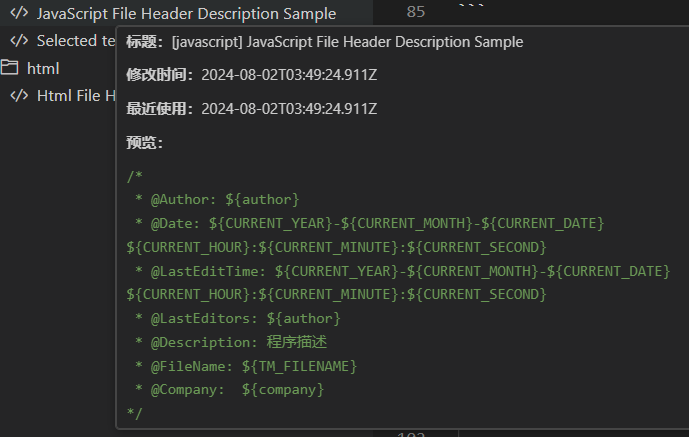 JavaScript File Header Description Sample
85 ```
Selected te
标题：[javascript] JavaScript File Header Description Sample
html
修改时间：2024-08-02T03:49:24.911Z
Html File H
最近使用：2024-08-02T03:49:24.911Z
预览：
/*
* @Author: ${author}
* @Date: ${CURRENT_YEAR}-${CURRENT_MONTH}-${CURRENT_DATE}
${CURRENT_HOUR}:${CURRENT_MINUTE}:${CURRENT_SECOND}
* @LastEditTime: ${CURRENT_YEAR}-${CURRENT_MONTH}-${CURRENT_DATE}
${CURRENT_HOUR}:${CURRENT_MINUTE}:${CURRENT_SECOND}
* @LastEditors: ${author}
* @Description: 程序描述
* @FileName: ${TM_FILENAME}
* @Company:  ${company}
*/